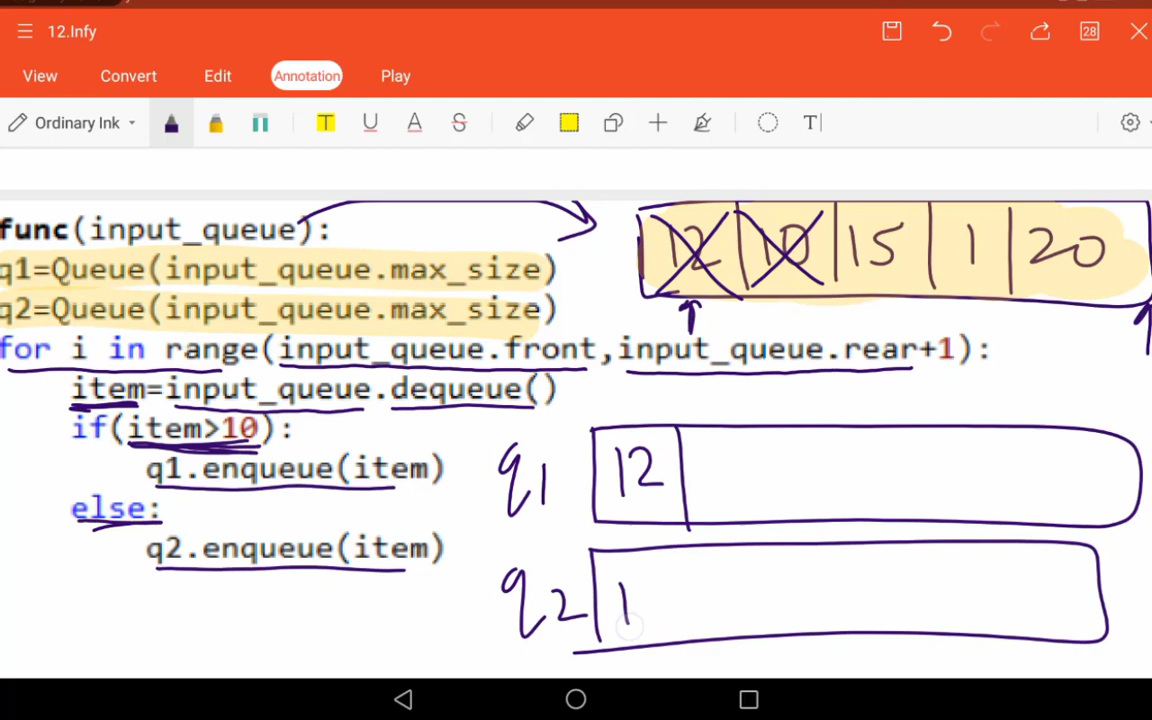 12.Infy
28
View Convert Edit Annotation Play
Ordinary Ink T U A S T
func(input_queue):
12 10 15 1 20
q1=Queue(input_queue.max_size)
q2=Queue(input_queue.max_size)
for i in range(input_queue.front,input_queue.rear+1):
item=input_queue.dequeue()
if(item>10):
q1.enqueue(item)
q1 12
else:
q2.enqueue(item)
q2 1